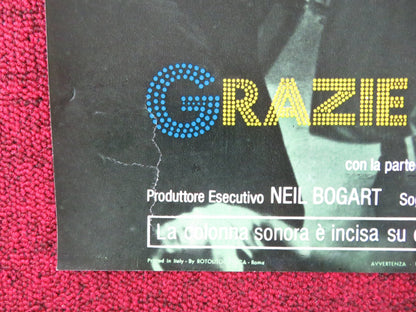 GRAZIE
con la parte
Produttore Esecutivo NEIL BOGART
La colonna sonora è incisa su
Printed in Italy - By Roma
AVVERTENZA